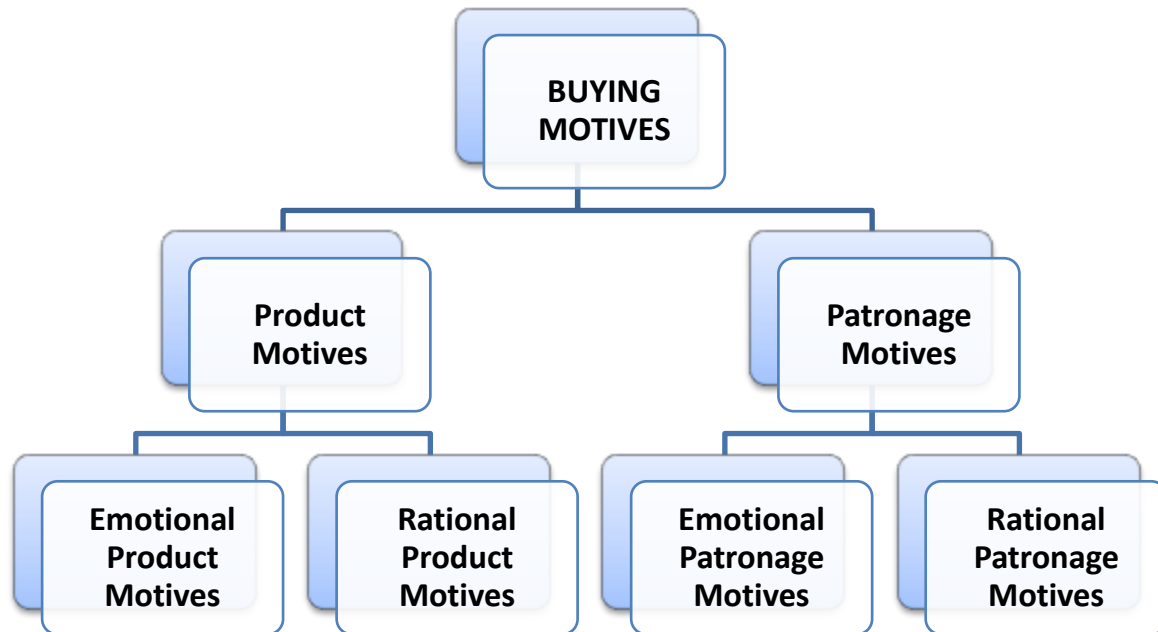 BUYING
MOTIVES
Product
Motives
Patronage
Motives
Emotional
Product
Motives
Rational
Product
Motives
Emotional
Patronage
Motives
Rational
Patronage
Motives